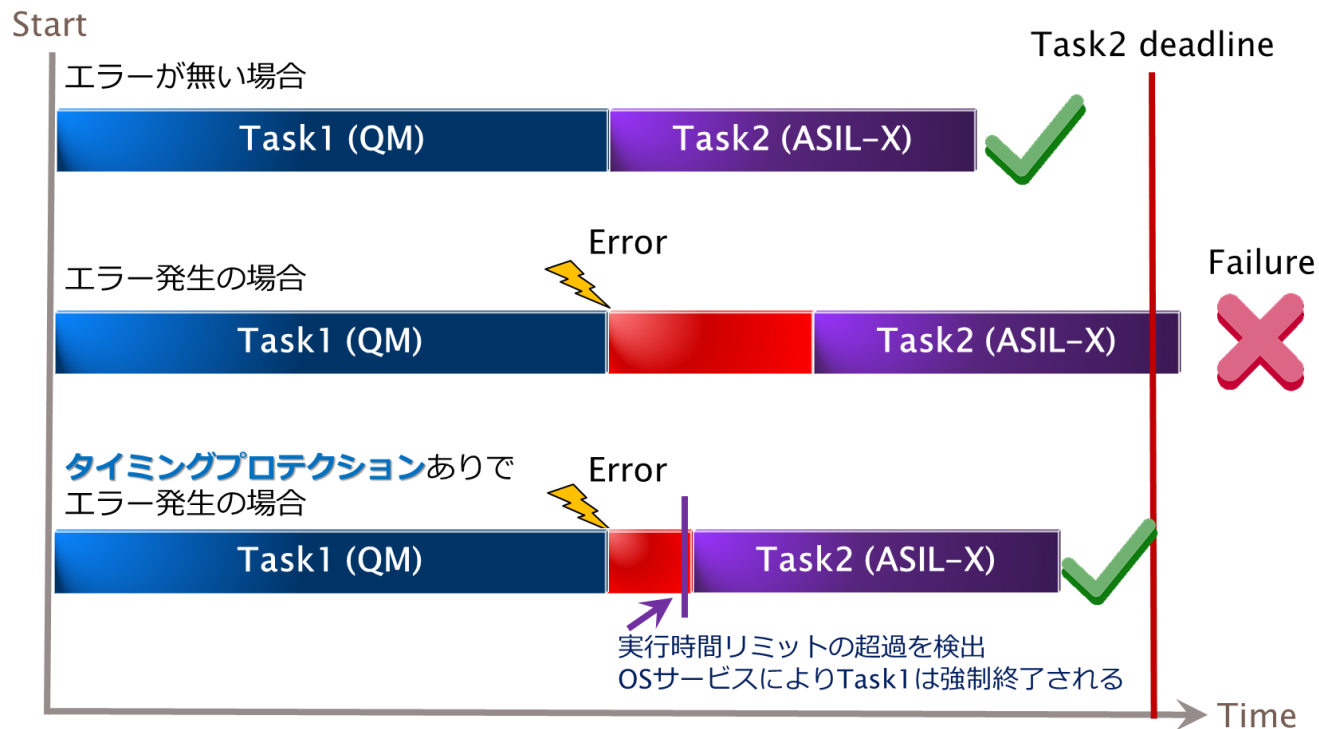 Start
Task2 deadline
エラーが無い場合
Task1 (QM)
Task2 (ASIL-X)
Error
エラー発生の場合
Failure
Task1 (QM)
Task2 (ASIL-X)
タイミングプロテクションありで
エラー発生の場合
Error
Task1 (QM)
Task2 (ASIL-X)
実行時間リミットの超過を検出
OSサービスによりTask1は強制終了される
Time